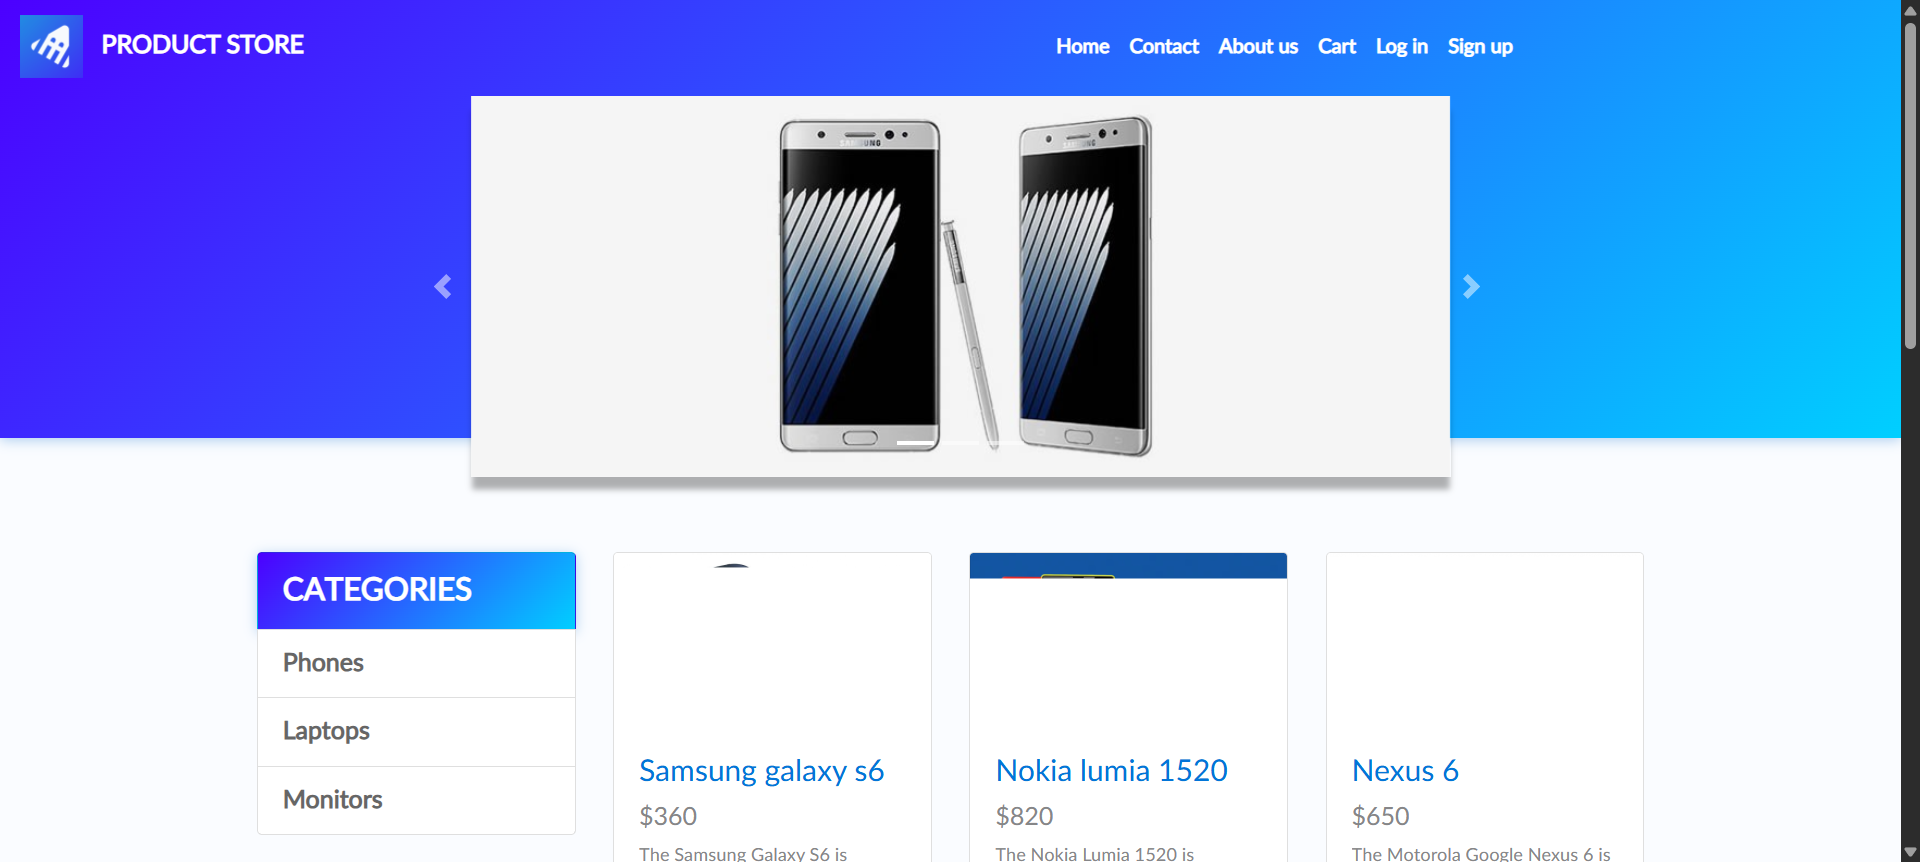 PRODUCT STORE
Home Contact About us Cart Log in Sign up
SAMSUNG
SAMSUNG
CATEGORIES
Phones
Laptops
Monitors
Samsung galaxy s6
$360
The Samsung Galaxy S6 is
Nokia lumia 1520
$820
The Nokia Lumia 1520 is
Nexus 6
$650
The Motorola Google Nexus 6 is